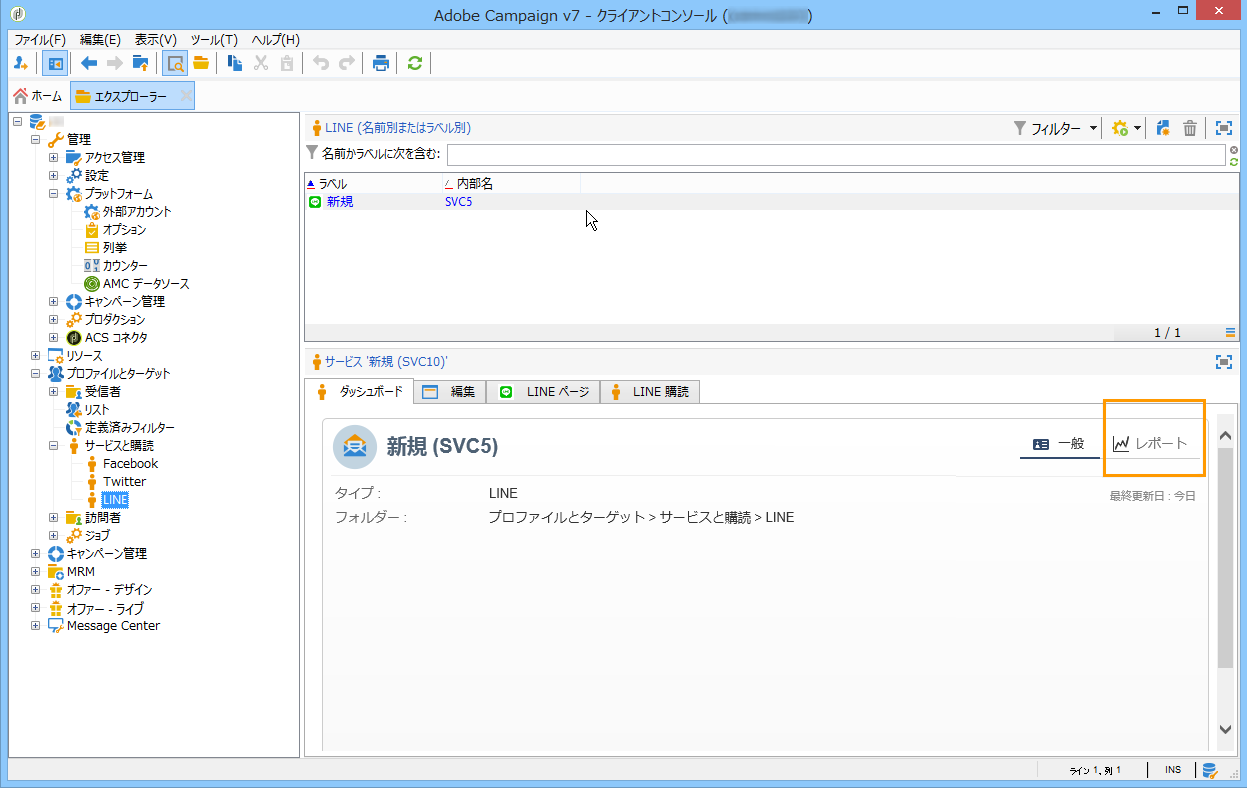 Adobe Campaign v7 - クライアントコンソール ( )
ファイル(F) 編集(E) 表示(V) ツール(T) ヘルプ(H)
ホーム エクスプローラー
管理
アクセス管理
設定
プラットフォーム
外部アカウント
オプション
列挙
カウンター
AMC データソース
キャンペーン管理
プロダクション
ACS コネクタ
リソース
プロファイルとターゲット
受信者
リスト
定義済みフィルター
サービスと購読
Facebook
Twitter
LINE
訪問者
ジョブ
キャンペーン管理
MRM
オファー - デザイン
オファー - ライブ
Message Center
LINE (名前別またはラベル別)
フィルター
名前かラベルに次を含む:
ラベル 内部名
新規 SVC5
1 / 1
サービス '新規 (SVC10)'
ダッシュボード 編集 LINE ページ LINE 購読
新規 (SVC5)
一般 レポート
最終更新日 : 今日
タイプ : LINE
フォルダー : プロファイルとターゲット > サービスと購読 > LINE
ライン 1、列 1 INS